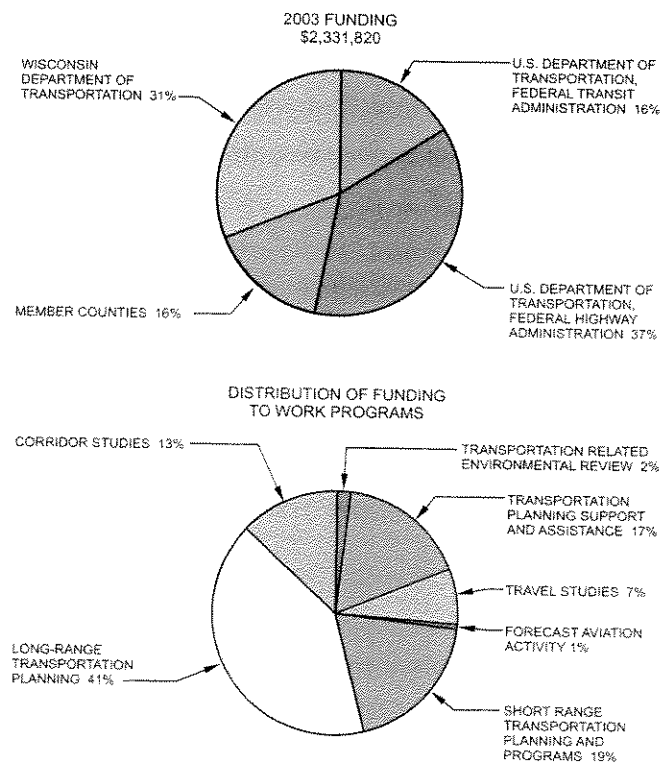 2003 FUNDING
$2,331,820
WISCONSIN
DEPARTMENT OF
TRANSPORTATION 31%
U.S. DEPARTMENT OF
TRANSPORTATION,
FEDERAL TRANSIT
ADMINISTRATION 16%
MEMBER COUNTIES 16%
U.S. DEPARTMENT OF
TRANSPORTATION,
FEDERAL HIGHWAY
ADMINISTRATION 37%
DISTRIBUTION OF FUNDING
TO WORK PROGRAMS
CORRIDOR STUDIES 13%
TRANSPORTATION RELATED
ENVIRONMENTAL REVIEW 2%
TRANSPORTATION
PLANNING SUPPORT
AND ASSISTANCE 17%
TRAVEL STUDIES 7%
FORECAST AVIATION
ACTIVITY 1%
LONG-RANGE
TRANSPORTATION
PLANNING 41%
SHORT RANGE
TRANSPORTATION
PLANNING AND
PROGRAMS 19%